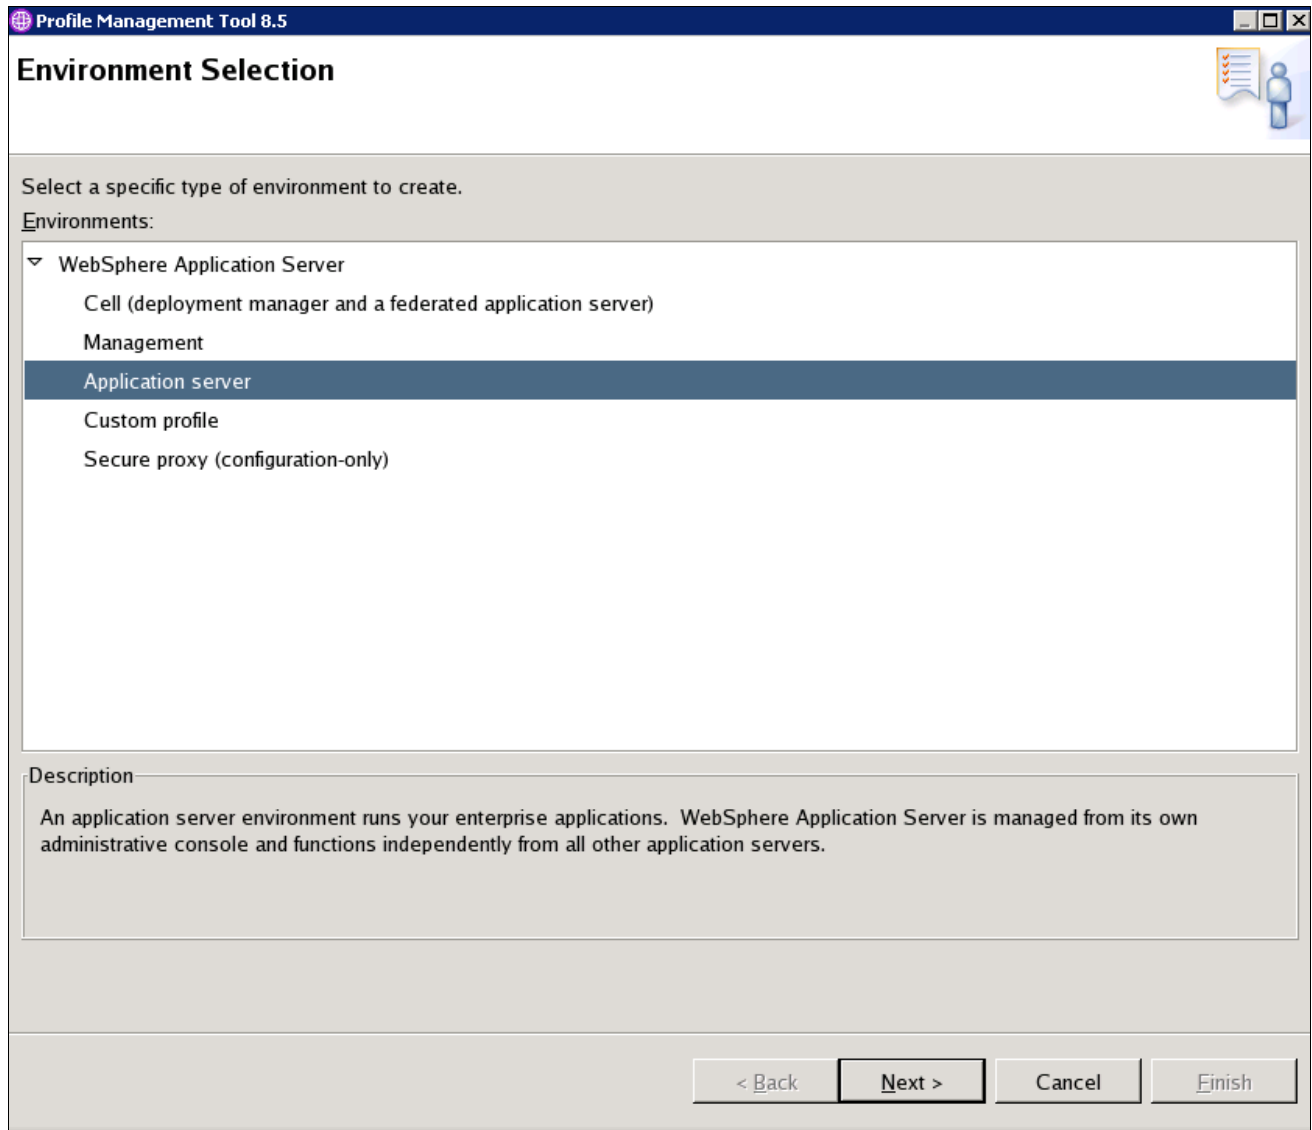 Profile Management Tool 8.5
Environment Selection
Select a specific type of environment to create.
Environments:
WebSphere Application Server
Cell (deployment manager and a federated application server)
Management
Application server
Custom profile
Secure proxy (configuration-only)
Description
An application server environment runs your enterprise applications.  WebSphere Application Server is managed from its own
administrative console and functions independently from all other application servers.
< Back
Next >
Cancel
Finish